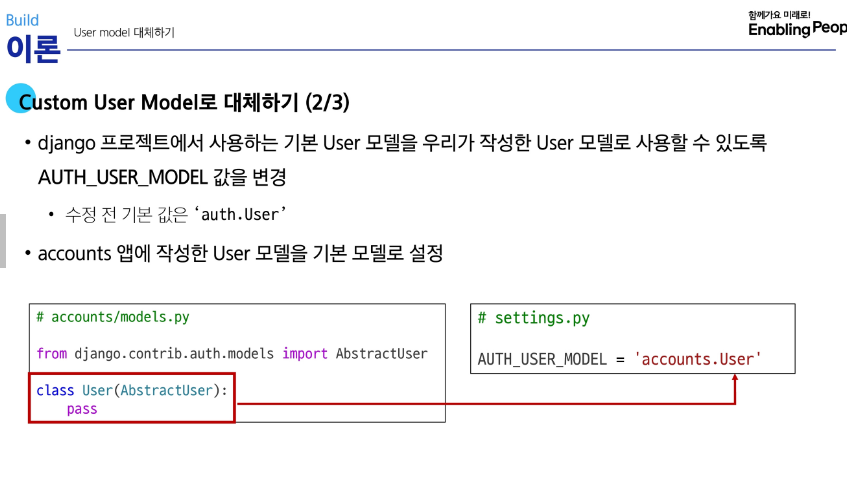 Build
이론
User model 대체하기
함께가요 미래로!
Enabling Peop
Custom User Model로 대체하기 (2/3)
• django 프로젝트에서 사용하는 기본 User 모델을 우리가 작성한 User 모델로 사용할 수 있도록
AUTH_USER_MODEL 값을 변경
• 수정 전 기본 값은 ‘auth.User’
• accounts 앱에 작성한 User 모델을 기본 모델로 설정
# accounts/models.py
from django.contrib.auth.models import AbstractUser
class User(AbstractUser):
    pass
# settings.py
AUTH_USER_MODEL = 'accounts.User'